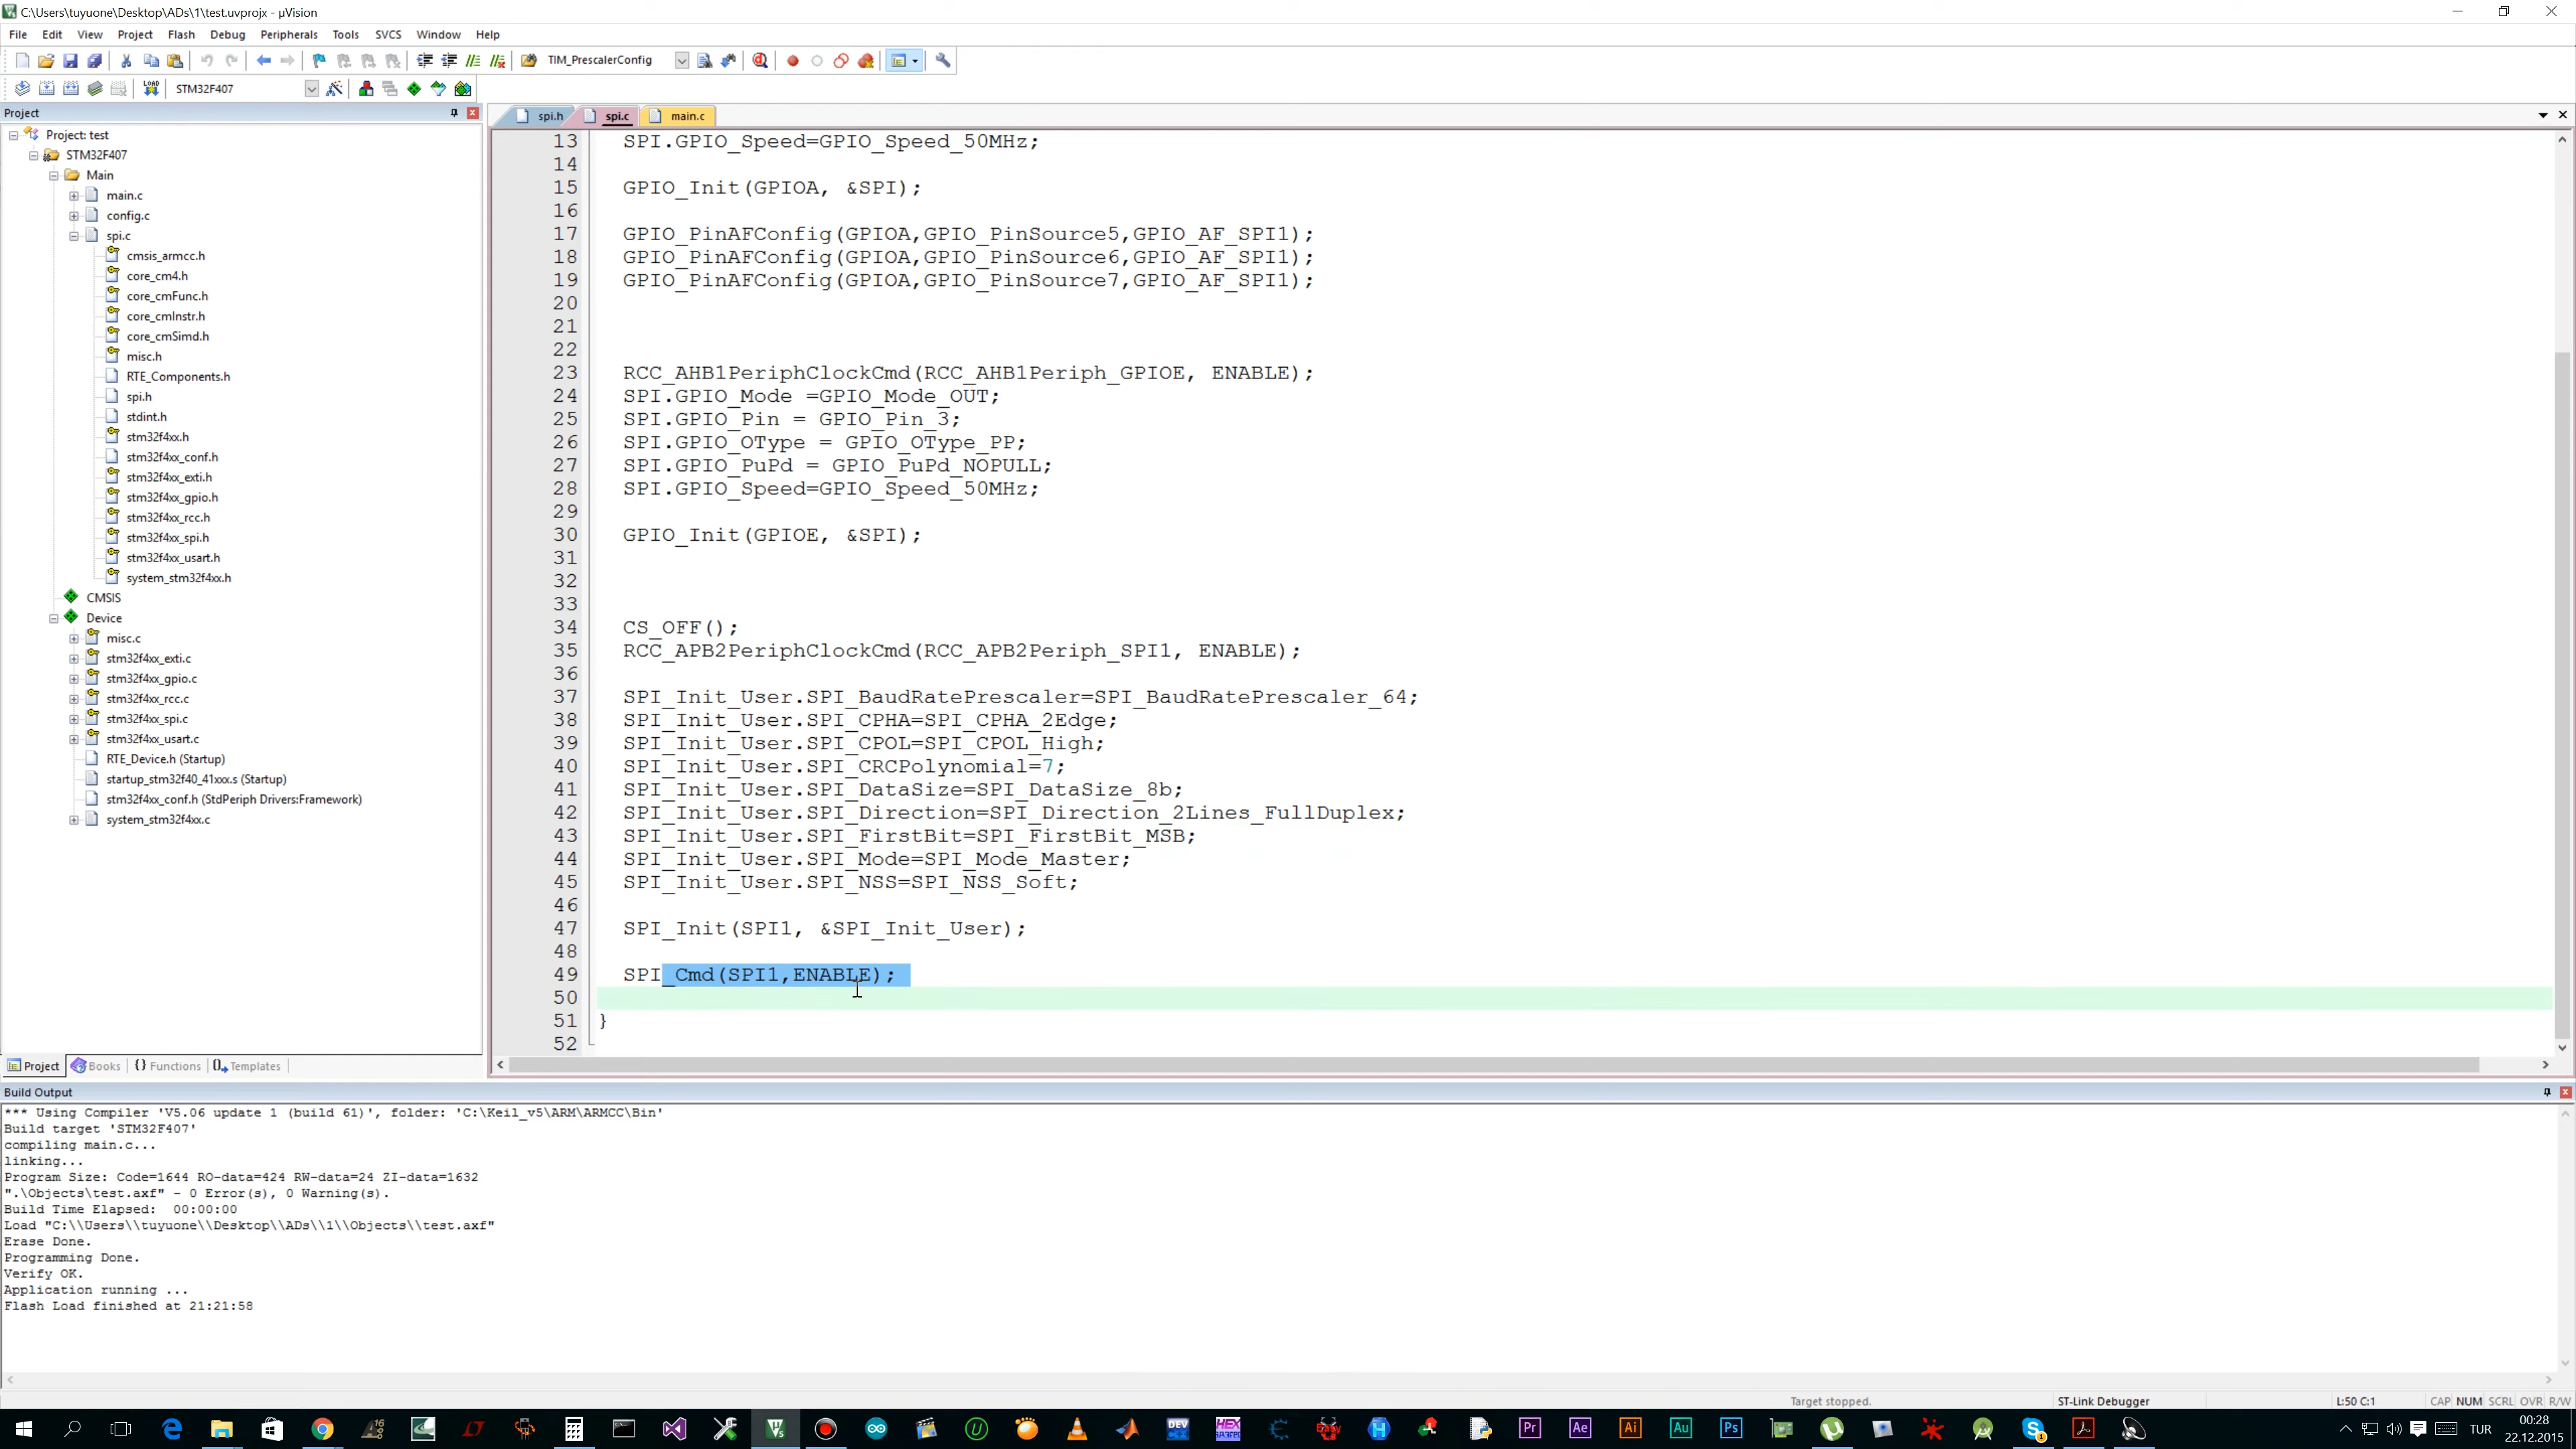 C:\Users\tuyuone\Desktop\ADs\1\test.uvprojx - µVision
File Edit View Project Flash Debug Peripherals Tools SVCS Window Help
TIM_PrescalerConfig
LOAD STM32F407
Project
Project: test
STM32F407
Main
main.c
config.c
spi.c
cmsis_armcc.h
core_cm4.h
core_cmFunc.h
core_cmInstr.h
core_cmSimd.h
misc.h
RTE_Components.h
spi.h
stdint.h
stm32f4xx.h
stm32f4xx_conf.h
stm32f4xx_exti.h
stm32f4xx_gpio.h
stm32f4xx_rcc.h
stm32f4xx_spi.h
stm32f4xx_usart.h
system_stm32f4xx.h
CMSIS
Device
misc.c
stm32f4xx_exti.c
stm32f4xx_gpio.c
stm32f4xx_rcc.c
stm32f4xx_spi.c
stm32f4xx_usart.c
RTE_Device.h (Startup)
startup_stm32f40_41xxx.s (Startup)
stm32f4xx_conf.h (StdPeriph Drivers:Framework)
system_stm32f4xx.c
Project Books {} Functions Templates
spi.h spi.c main.c
13 SPI.GPIO_Speed=GPIO_Speed_50MHz;
14
15 GPIO_Init(GPIOA, &SPI);
16
17 GPIO_PinAFConfig(GPIOA,GPIO_PinSource5,GPIO_AF_SPI1);
18 GPIO_PinAFConfig(GPIOA,GPIO_PinSource6,GPIO_AF_SPI1);
19 GPIO_PinAFConfig(GPIOA,GPIO_PinSource7,GPIO_AF_SPI1);
20
21
22
23 RCC_AHB1PeriphClockCmd(RCC_AHB1Periph_GPIOE, ENABLE);
24 SPI.GPIO_Mode =GPIO_Mode_OUT;
25 SPI.GPIO_Pin = GPIO_Pin_3;
26 SPI.GPIO_OType = GPIO_OType_PP;
27 SPI.GPIO_PuPd = GPIO_PuPd_NOPULL;
28 SPI.GPIO_Speed=GPIO_Speed_50MHz;
29
30 GPIO_Init(GPIOE, &SPI);
31
32
33
34 CS_OFF();
35 RCC_APB2PeriphClockCmd(RCC_APB2Periph_SPI1, ENABLE);
36
37 SPI_Init_User.SPI_BaudRatePrescaler=SPI_BaudRatePrescaler_64;
38 SPI_Init_User.SPI_CPHA=SPI_CPHA_2Edge;
39 SPI_Init_User.SPI_CPOL=SPI_CPOL_High;
40 SPI_Init_User.SPI_CRCPolynomial=7;
41 SPI_Init_User.SPI_DataSize=SPI_DataSize_8b;
42 SPI_Init_User.SPI_Direction=SPI_Direction_2Lines_FullDuplex;
43 SPI_Init_User.SPI_FirstBit=SPI_FirstBit_MSB;
44 SPI_Init_User.SPI_Mode=SPI_Mode_Master;
45 SPI_Init_User.SPI_NSS=SPI_NSS_Soft;
46
47 SPI_Init(SPI1, &SPI_Init_User);
48
49 SPI_Cmd(SPI1,ENABLE);
50
51 }
52
Build Output
*** Using Compiler 'V5.06 update 1 (build 61)', folder: 'C:\Keil_v5\ARM\ARMCC\Bin'
Build target 'STM32F407'
compiling main.c...
linking...
Program Size: Code=1644 RO-data=424 RW-data=24 ZI-data=1632
".\Objects\test.axf" - 0 Error(s), 0 Warning(s).
Build Time Elapsed:  00:00:00
Load "C:\\Users\\tuyuone\\Desktop\\ADs\\1\\Objects\\test.axf"
Erase Done.
Programming Done.
Verify OK.
Application running ...
Flash Load finished at 21:21:58
Target stopped. ST-Link Debugger L:50 C:1 CAP NUM SCRL OVR R/W
DEV HEX Easy Pr Ae Ai Au Ps TUR 00:28
22.12.2015